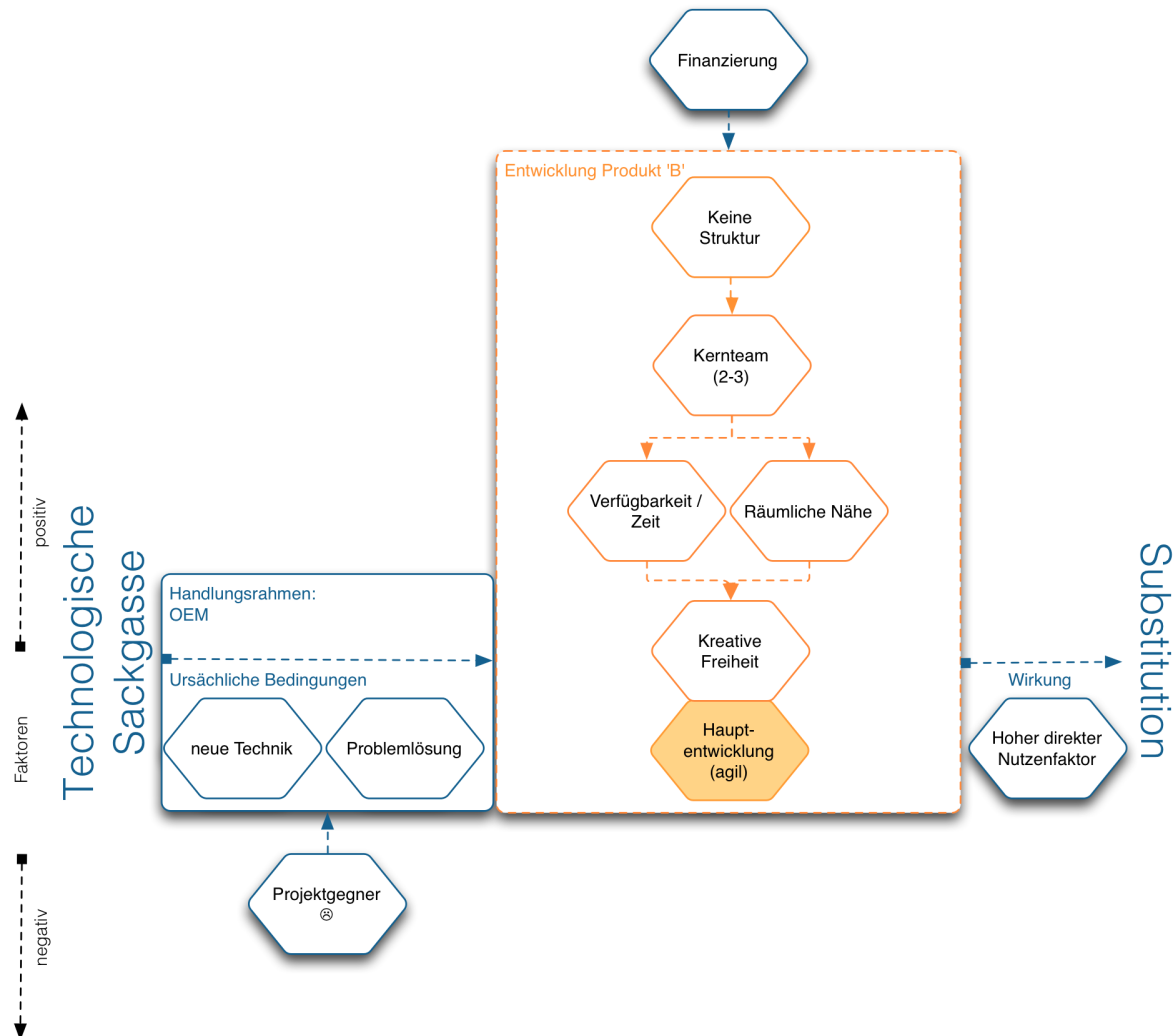 Finanzierung
Entwicklung Produkt 'B'
Keine
Struktur
Kernteam
(2-3)
Verfügbarkeit /
Zeit
Räumliche Nähe
Kreative
Freiheit
Haupt-
entwicklung
(agil)
positiv
Faktoren
negativ
Technologische
Sackgasse
Handlungsrahmen:
OEM
Ursächliche Bedingungen
neue Technik
Problemlösung
Projektgegner
☹
Wirkung
Hoher direkter
Nutzenfaktor
Substitution